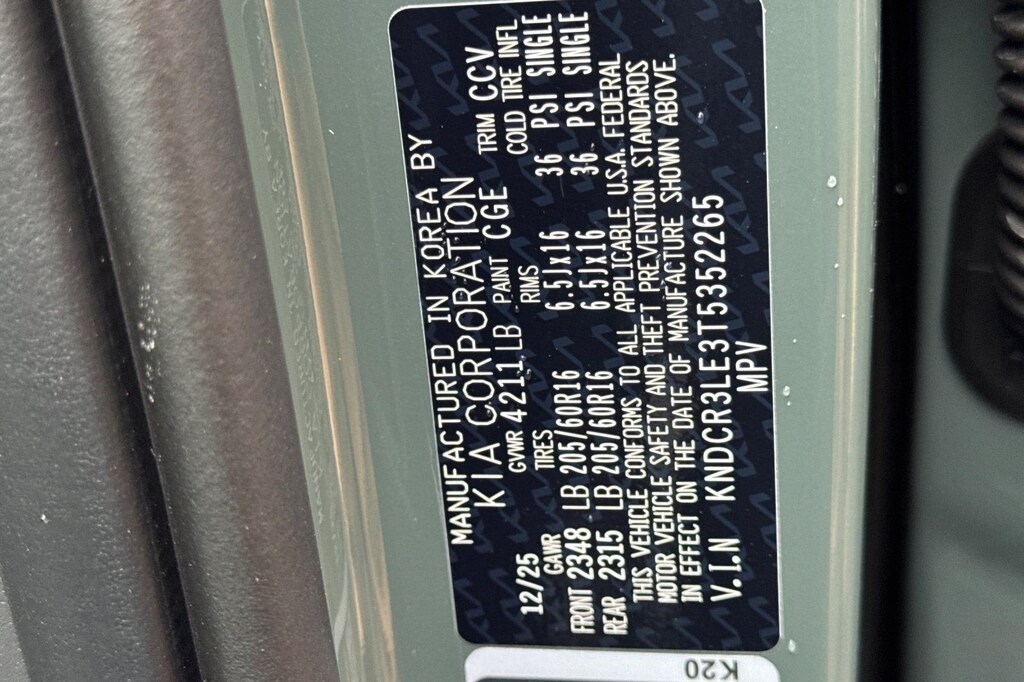 MANUFACTURED IN KOREA BY
KIA CORPORATION
GVWR 4211LB PAINT CGE TRIM CCV
12/25 TIRES RIMS COLD TIRE INFL
GAWR
FRONT 2348 LB 205/60R16 6.5Jx16 36 PSI SINGLE
REAR 2315 LB 205/60R16 6.5Jx16 36 PSI SINGLE
THIS VEHICLE CONFORMS TO ALL APPLICABLE U.S.A. FEDERAL
MOTOR VEHICLE SAFETY AND THEFT PREVENTION STANDARDS
IN EFFECT ON THE DATE OF MANUFACTURE SHOWN ABOVE.
V.I.N KNDCR3LE3T5352265
MPV
K20